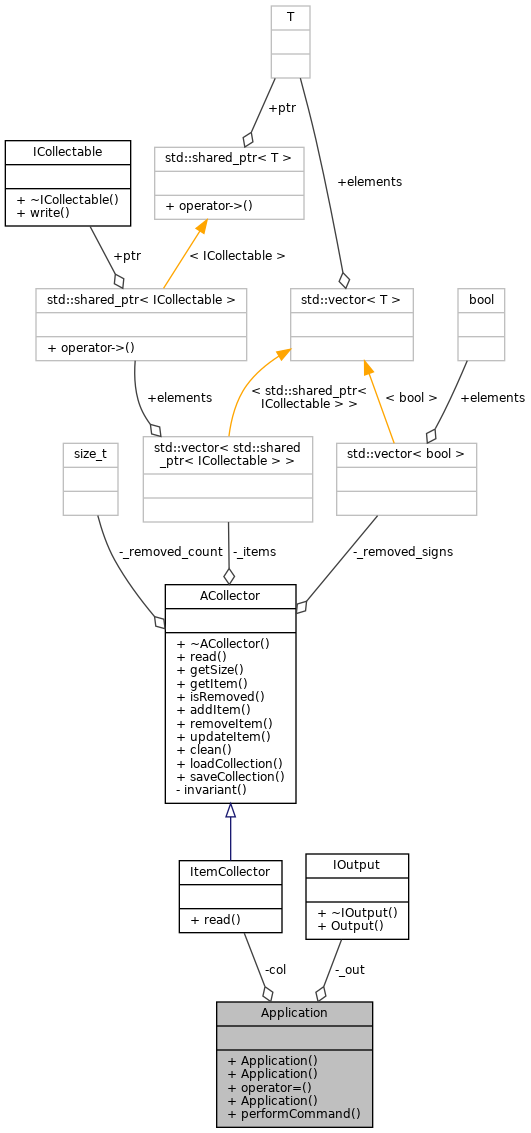 T
+ptr
ICollectable
+ ~ICollectable()
+ write()
std::shared_ptr< T >
+ operator->()
+elements
+ptr
< ICollectable >
std::shared_ptr< ICollectable >
+ operator->()
std::vector< T >
bool
+elements
< std::shared_ptr<
ICollectable > >
< bool >
+elements
size_t
std::vector< std::shared
_ptr< ICollectable > >
std::vector< bool >
-_removed_count
-_items
-_removed_signs
ACollector
+ ~ACollector()
+ read()
+ getSize()
+ getItem()
+ isRemoved()
+ addItem()
+ removeItem()
+ updateItem()
+ clean()
+ loadCollection()
+ saveCollection()
- invariant()
ItemCollector
+ read()
IOutput
+ ~IOutput()
+ Output()
-col
-_out
Application
+ Application()
+ Application()
+ operator=()
+ Application()
+ performCommand()